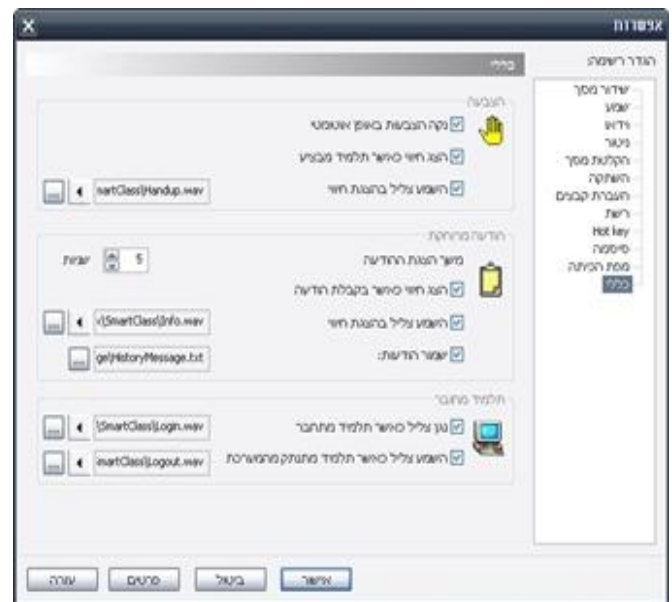 אפשרות
הגדר רישמה:
שידור מסך
שמע
וידאו
ניטור
הקלטת מסך
השתקה
העברת קבצים
רשת
Hot key
סיסמה
מפת הכיתה
כללי
כללי
הצבעה
נקה הצבעות באופן אוטומטי
הצג חיווי כאשר תלמיד מבציע
השמע צליל בהצגת חיווי
nartClass\Handup.wav
הודעה מרוחקת
משך הצגת ההודעה
5
שניות
הצג חיווי כאשר בקבלת הודעה
השמע צליל בהצגת חיווי
\SmartClass\Info.wav
שמור הודעות:
ge\HistoryMessage.txt
תלמיד מחובר
נגן צליל כאשר תלמיד מתחבר
\SmartClass\Login.wav
השמע צליל כאשר תלמיד מתנתק מהמערכת
martClass\Logout.wav
אישור
ביטול
פרטים
עזרה